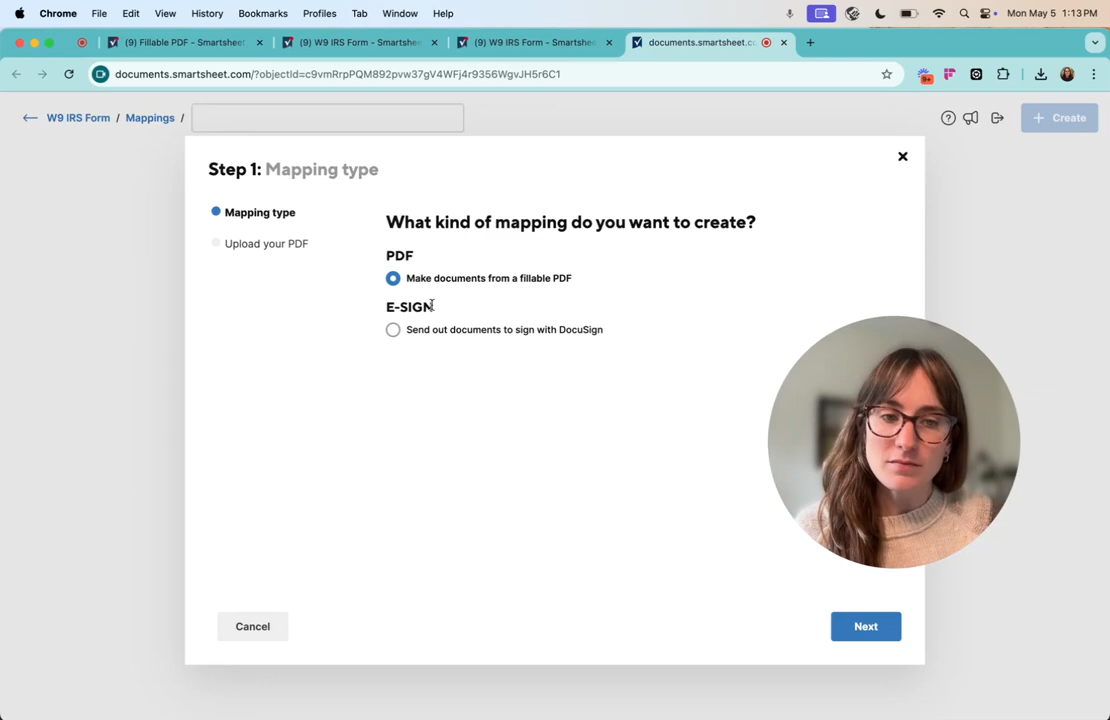 Chrome File Edit View History Bookmarks Profiles Tab Window Help Mon May 5 1:13 PM
(9) Fillable PDF - Smartsheet (9) W9 IRS Form - Smartshe (9) W9 IRS Form - Smartshe documents.smartsheet.c
documents.smartsheet.com/?objectId=c9vmRrpPQM892pvw37gV4WFj4r9356WgvJH5r6C1 9+
W9 IRS Form / Mappings / + Create
Step 1: Mapping type
Mapping type
Upload your PDF
What kind of mapping do you want to create?
PDF
Make documents from a fillable PDF
E-SIGN
Send out documents to sign with DocuSign
Cancel Next